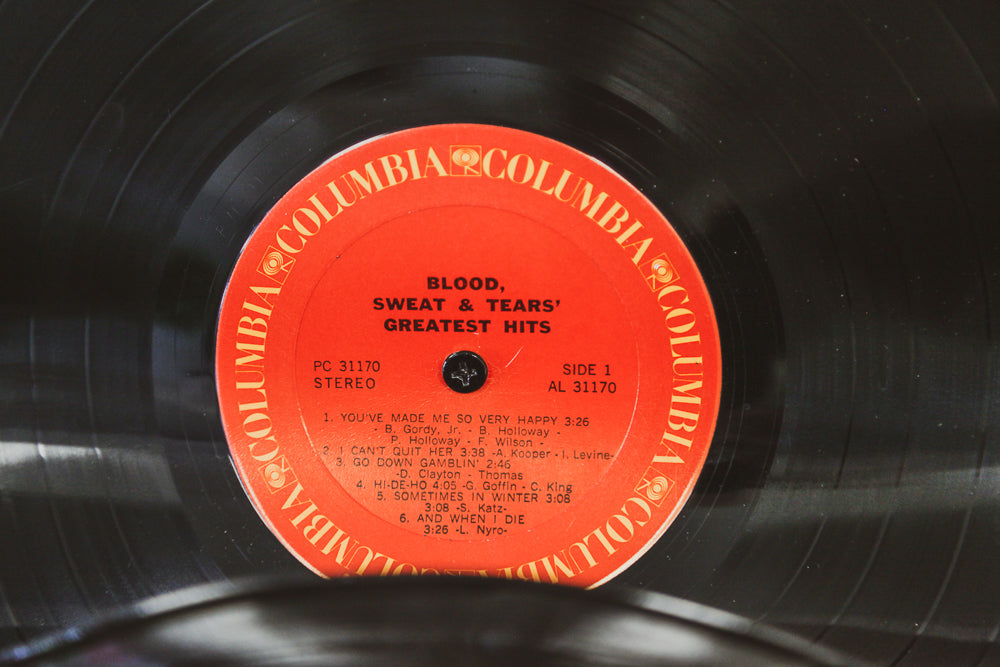 COLUMBIA COLUMBIA COLUMBIA COLUMBIA COLUMBIA COLUMBIA COLUMBIA
BLOOD,
SWEAT & TEARS'
GREATEST HITS
PC 31170
STEREO
SIDE 1
AL 31170
1. YOU'VE MADE ME SO VERY HAPPY 3:26
- B. Gordy, Jr. - B. Holloway -
P. Holloway - F. Wilson -
2. I CAN'T QUIT HER 3:38 -A. Kooper - I. Levine-
3. GO DOWN GAMBLIN' 2:46
-D. Clayton - Thomas
4. HI-DE-HO 4:05 -G. Goffin - C. King
5. SOMETIMES IN WINTER 3:08
3:08 -S. Katz-
6. AND WHEN I DIE
3:26 -L. Nyro-